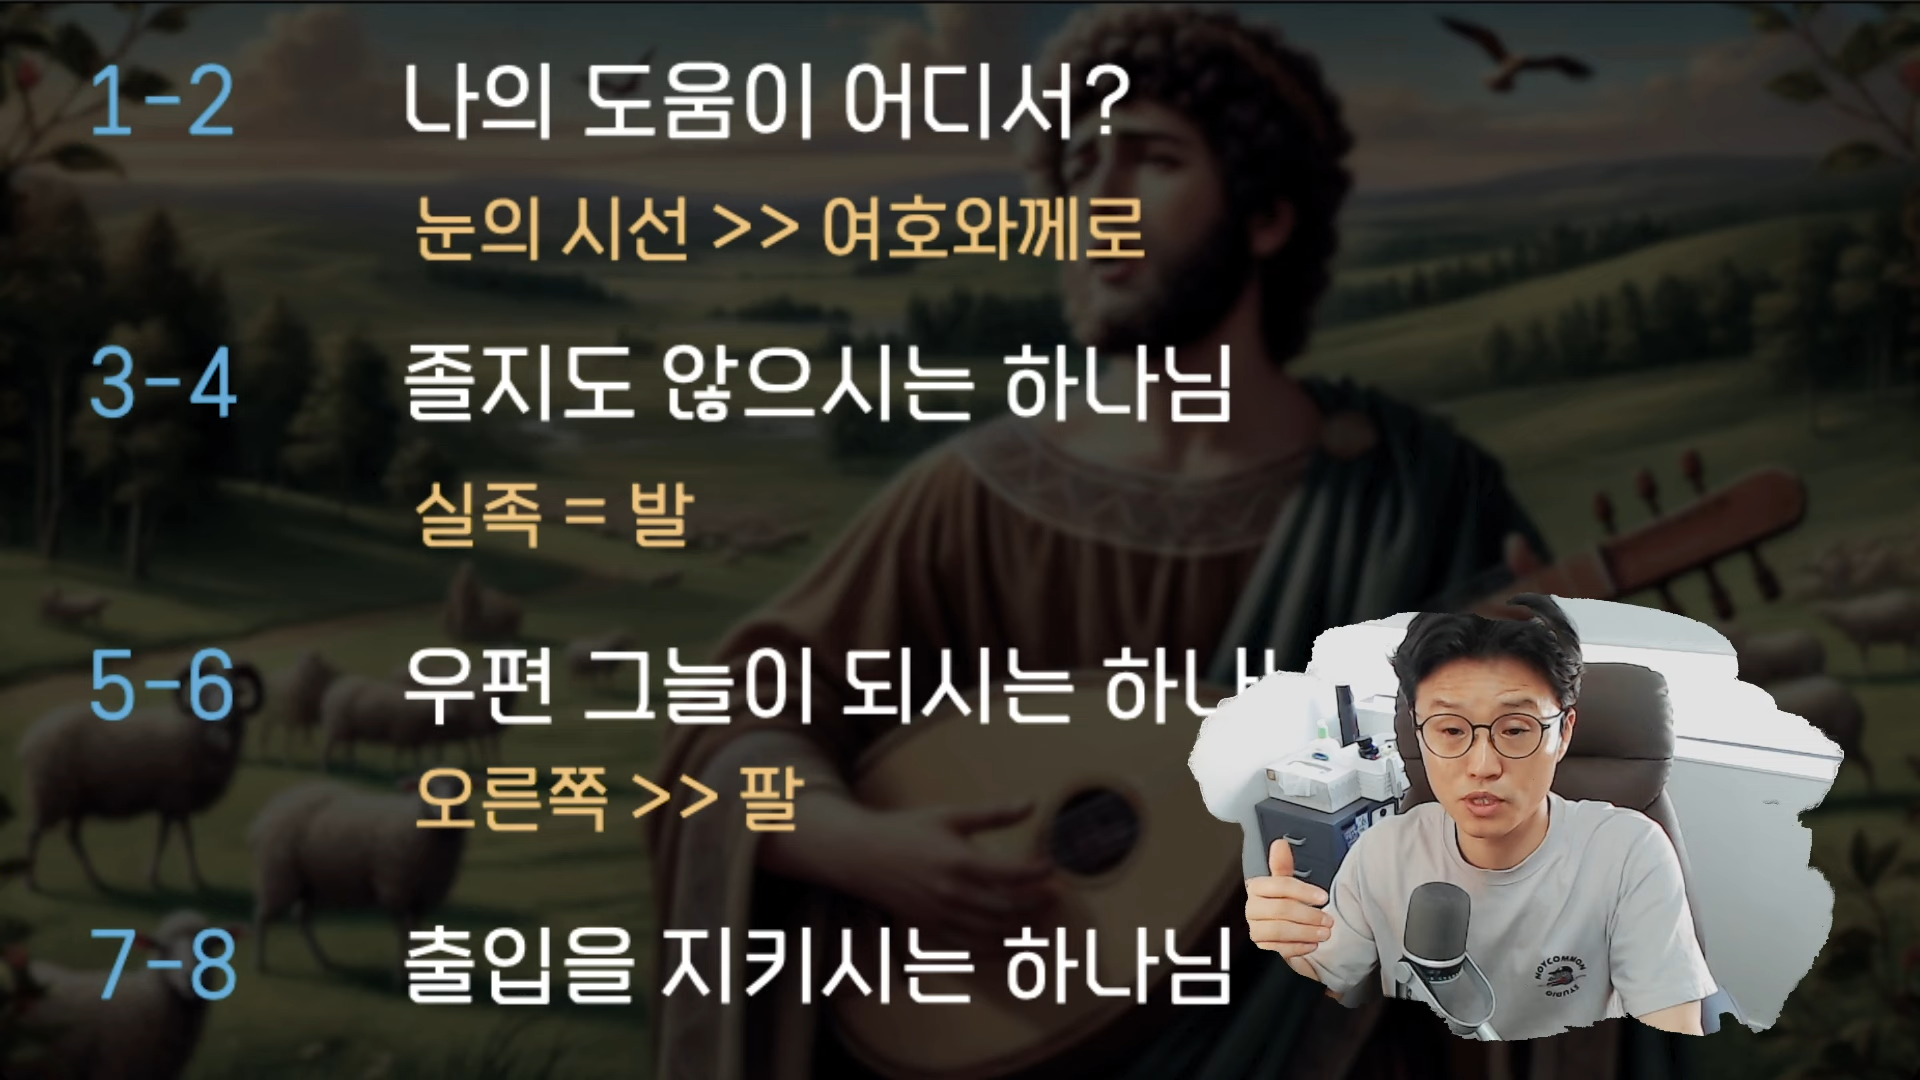 1-2 나의 도움이 어디서?
눈의 시선 >> 여호와께로
3-4 졸지도 않으시는 하나님
실족 = 발
5-6 우편 그늘이 되시는
오른쪽 >> 팔
7-8 출입을 지키시는 하나님
NOTCOMMON
STUDIO